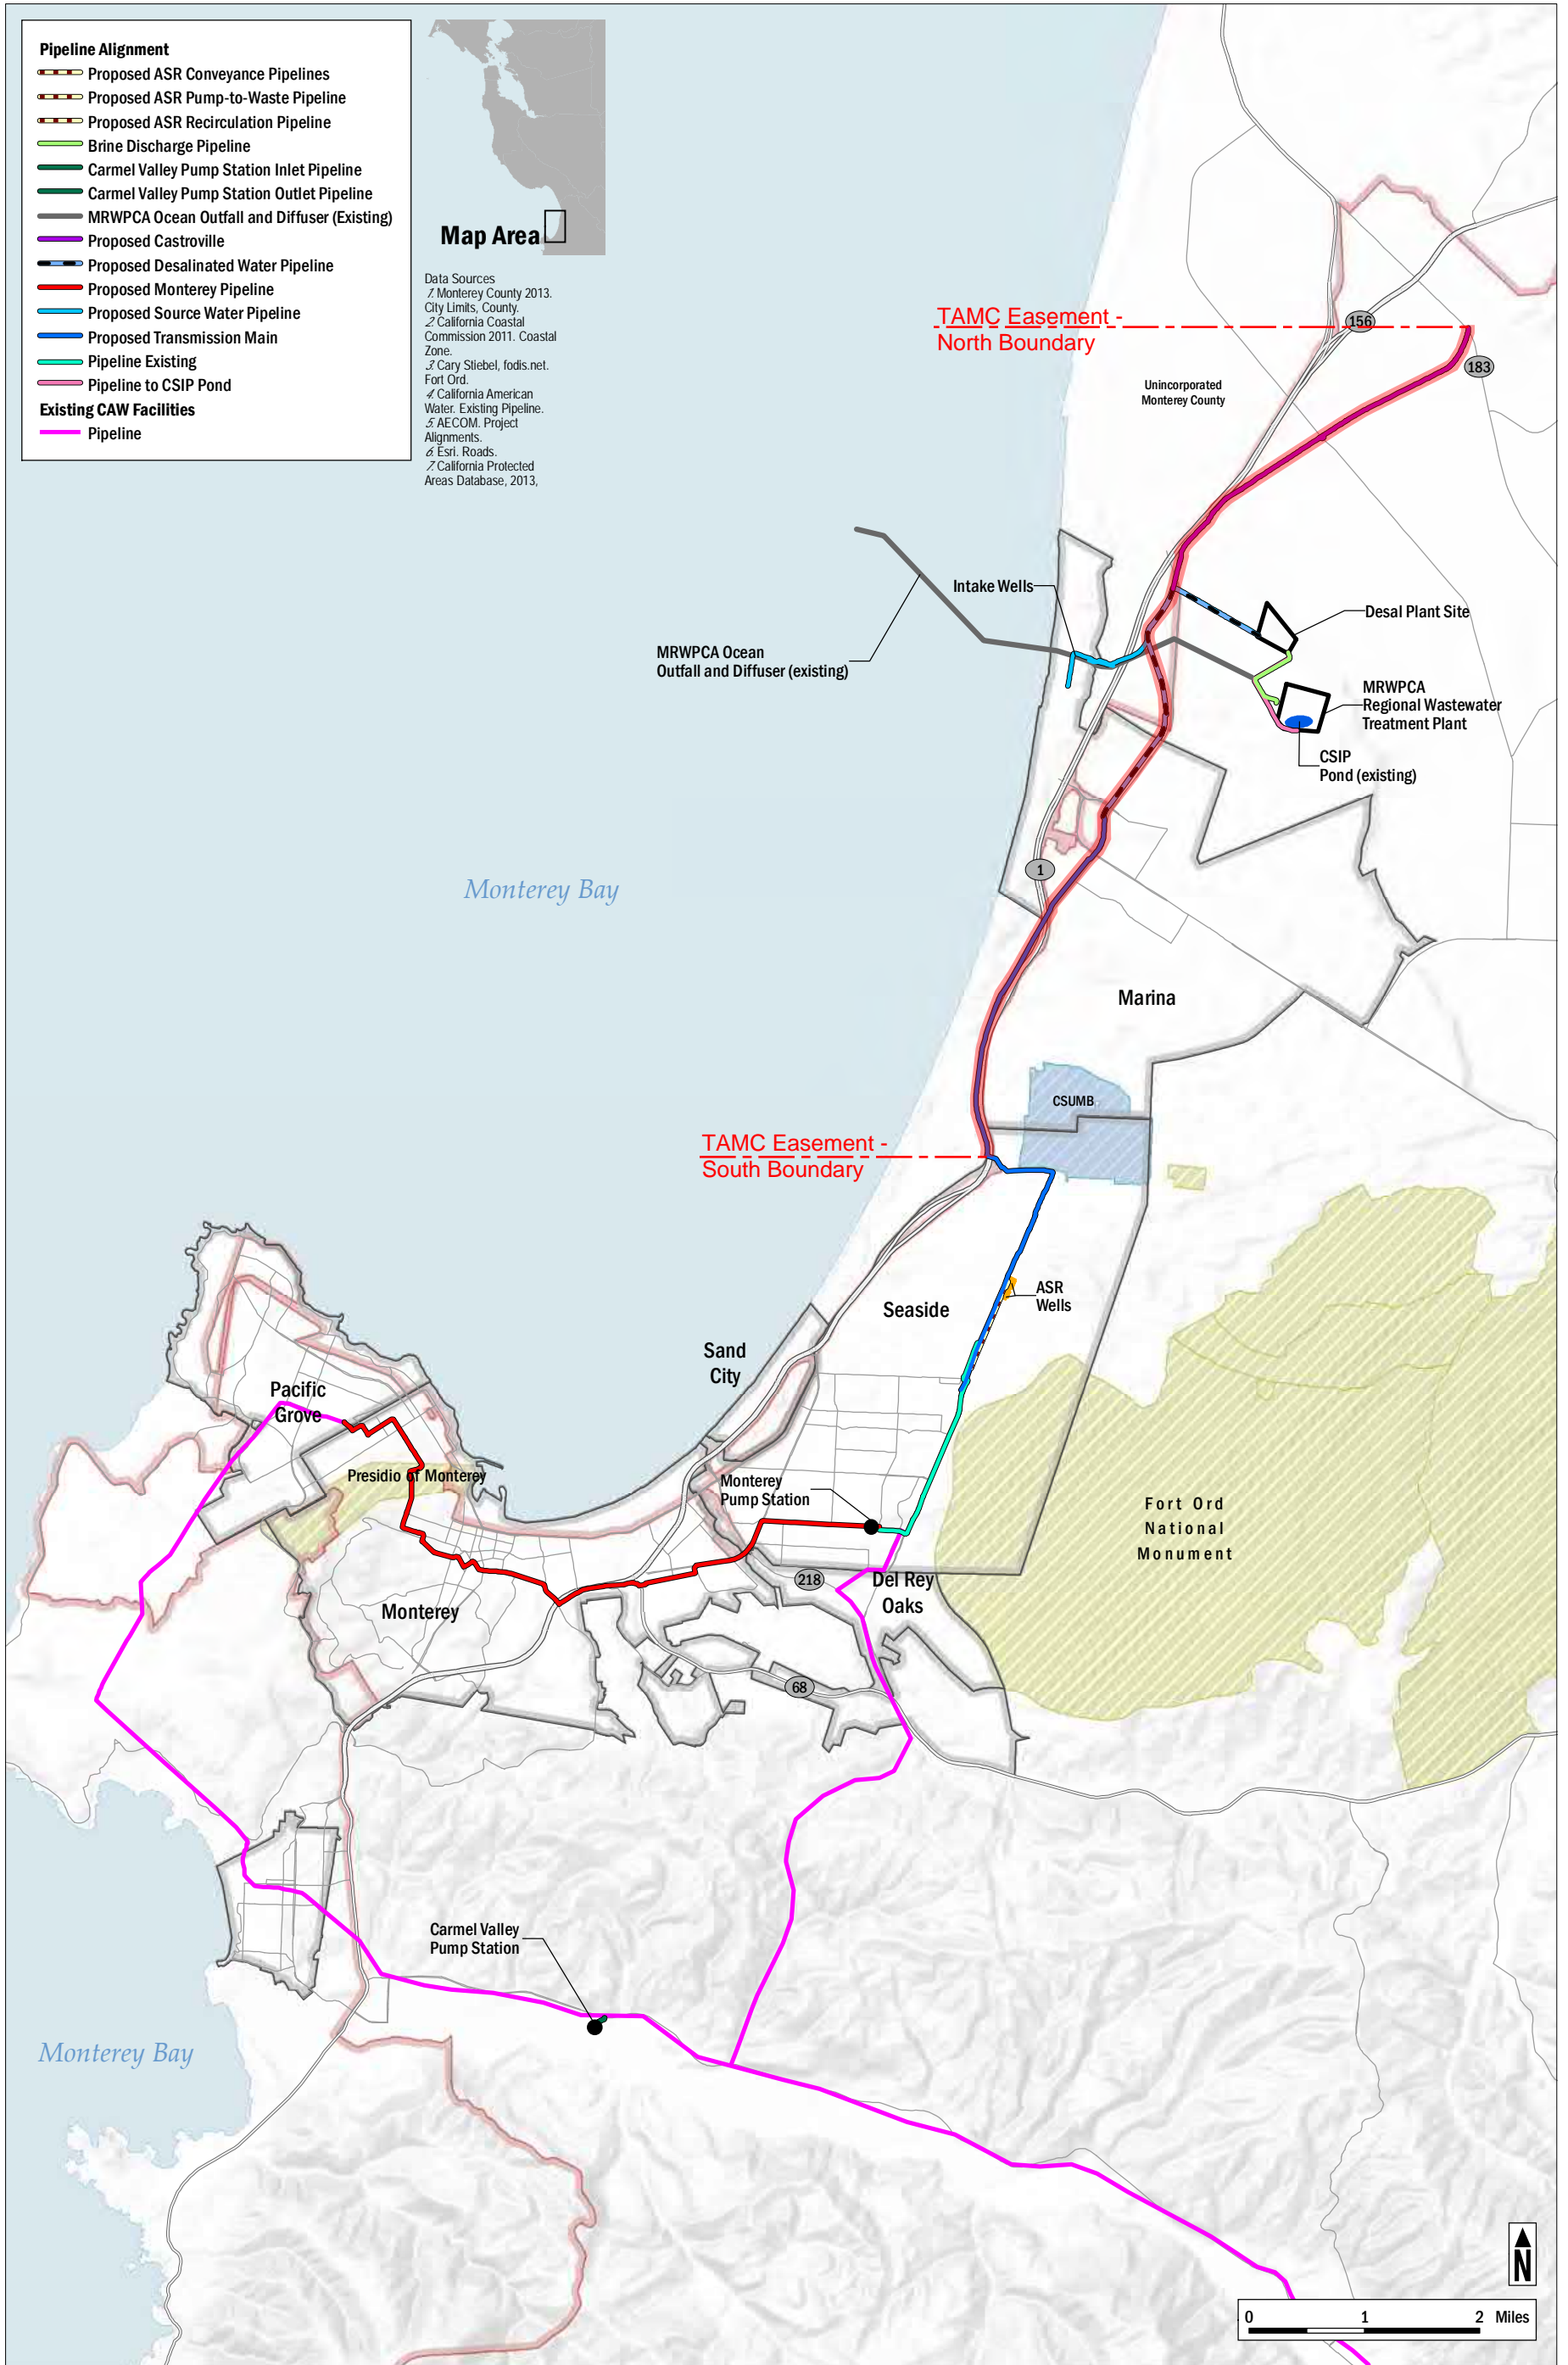 Pipeline Alignment
Proposed ASR Conveyance Pipelines
Proposed ASR Pump-to-Waste Pipeline
Proposed ASR Recirculation Pipeline
Brine Discharge Pipeline
Carmel Valley Pump Station Inlet Pipeline
Carmel Valley Pump Station Outlet Pipeline
MRWPCA Ocean Outfall and Diffuser (Existing)
Proposed Castroville
Proposed Desalinated Water Pipeline
Proposed Monterey Pipeline
Proposed Source Water Pipeline
Proposed Transmission Main
Pipeline Existing
Pipeline to CSIP Pond
Existing CAW Facilities
Pipeline
Map Area
Data Sources
1. Monterey County 2013.
City Limits, County.
2. California Coastal
Commission 2011. Coastal
Zone.
3. Cary Stiebel, fodis.net.
Fort Ord.
4. California American
Water. Existing Pipeline.
5. AECOM. Project
Alignments.
6. Esri. Roads.
7. California Protected
Areas Database, 2013,
TAMC Easement -
North Boundary
156
183
Unincorporated
Monterey County
Intake Wells
Desal Plant Site
MRWPCA Ocean
Outfall and Diffuser (existing)
MRWPCA
Regional Wastewater
Treatment Plant
CSIP
Pond (existing)
1
Monterey Bay
Marina
CSUMB
TAMC Easement -
South Boundary
ASR
Wells
Seaside
Sand
City
Pacific
Grove
Presidio of Monterey
Monterey
Pump Station
Fort Ord
National
Monument
218
Del Rey
Oaks
Monterey
68
Carmel Valley
Pump Station
Monterey Bay
N
0 1 2 Miles